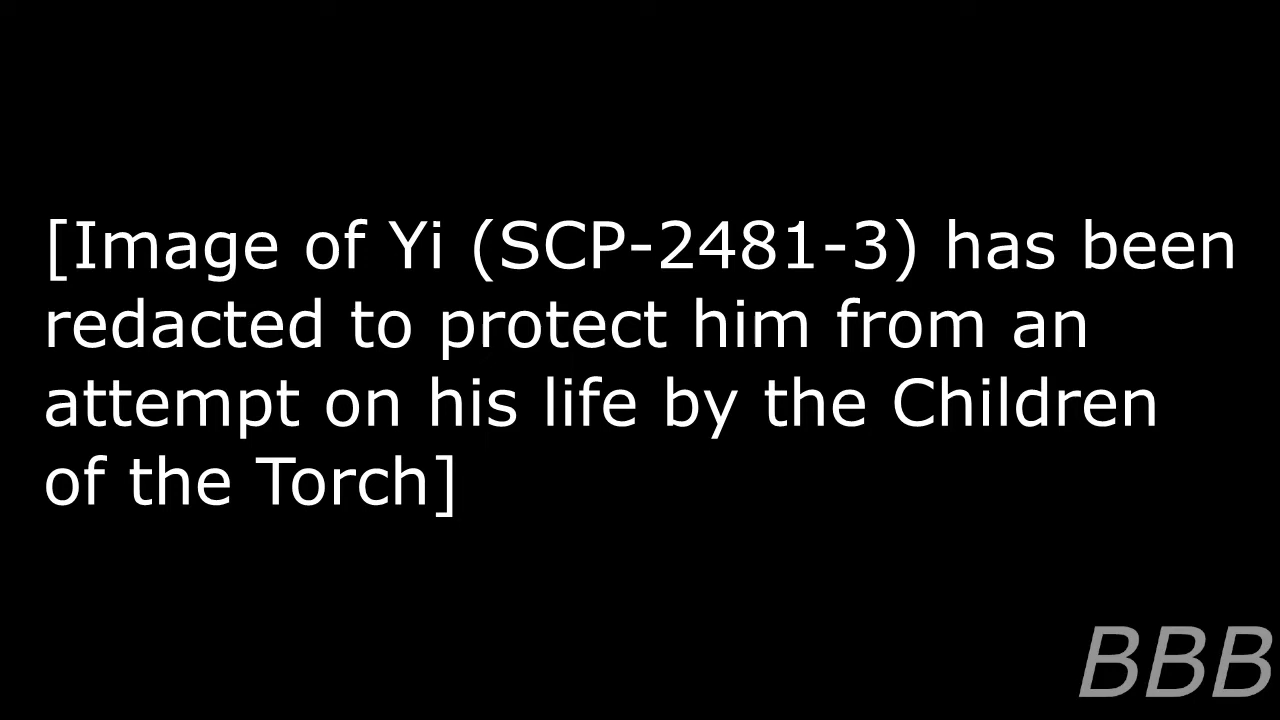 [Image of Yi (SCP-2481-3) has been
redacted to protect him from an
attempt on his life by the Children
of the Torch]
BBB